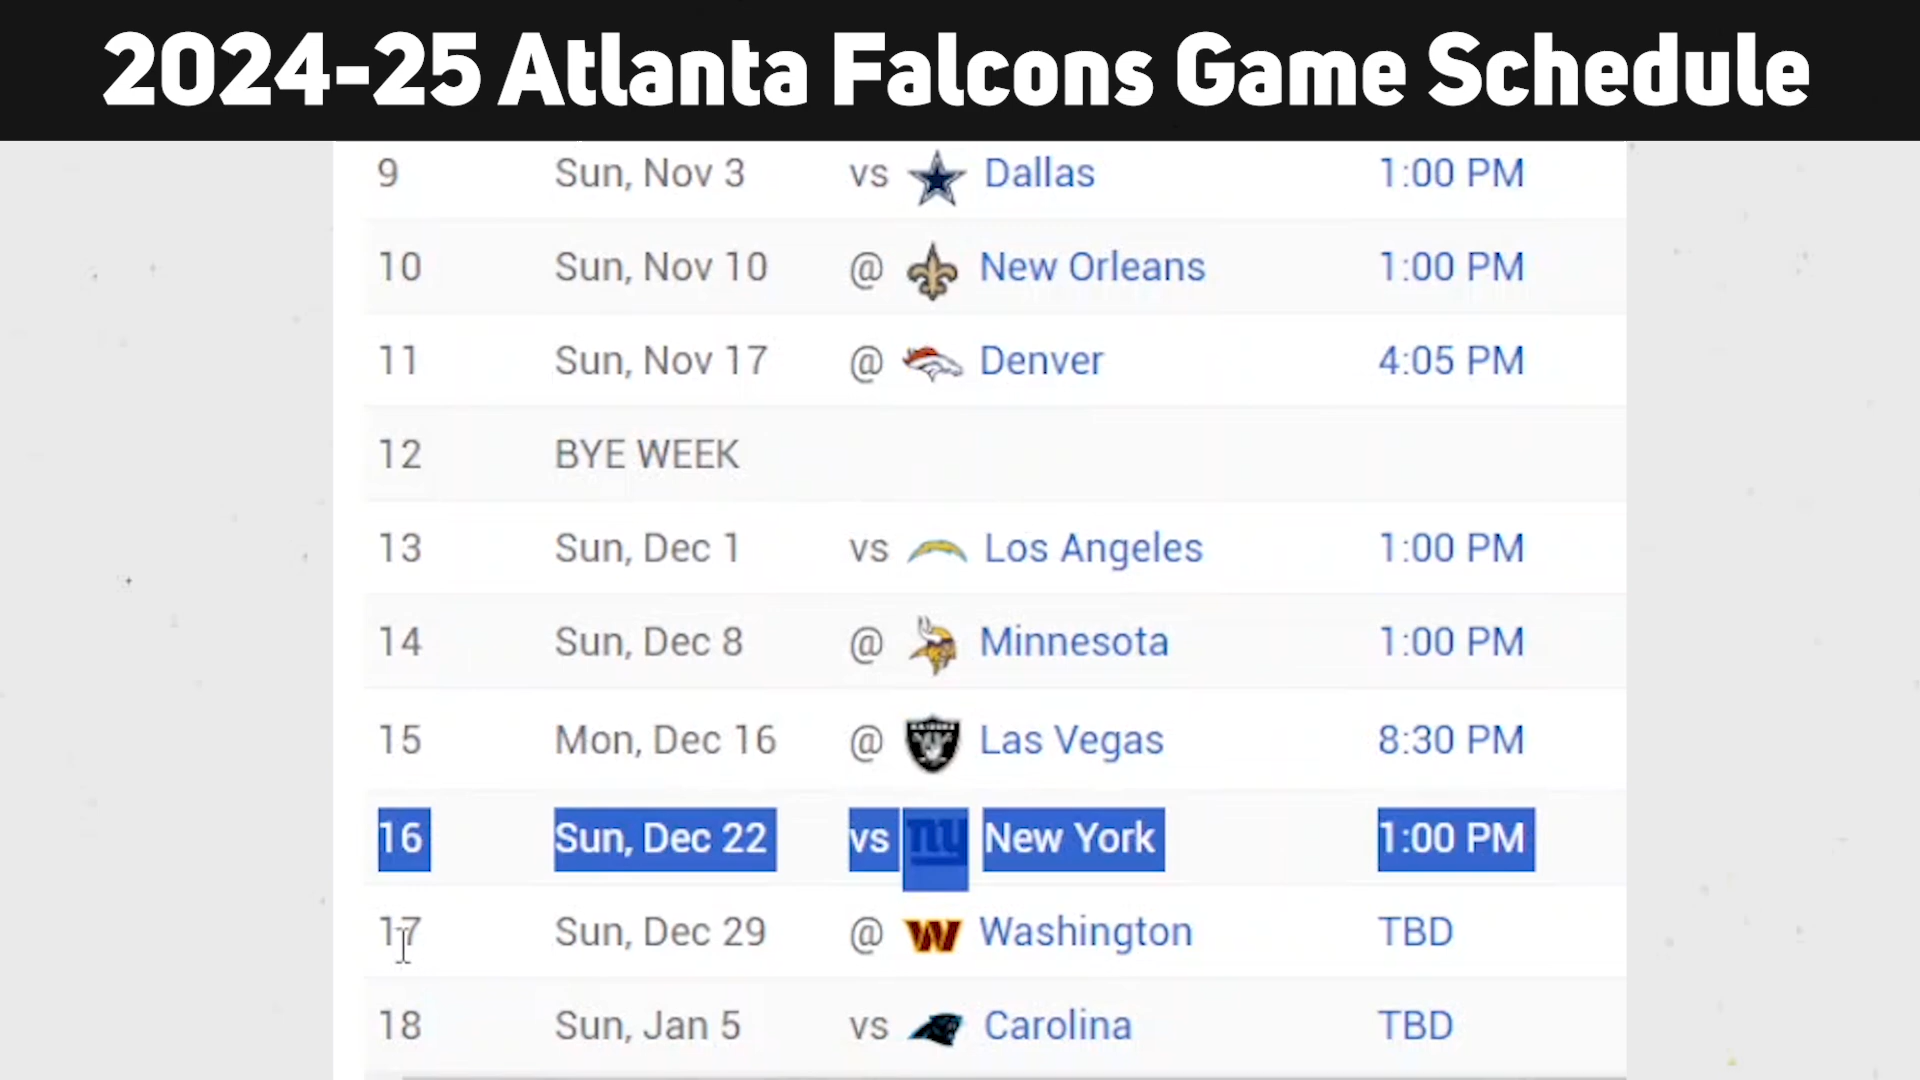 2024-25 Atlanta Falcons Game Schedule
9 Sun, Nov 3 vs Dallas 1:00 PM
10 Sun, Nov 10 @ New Orleans 1:00 PM
11 Sun, Nov 17 @ Denver 4:05 PM
12 BYE WEEK
13 Sun, Dec 1 vs Los Angeles 1:00 PM
14 Sun, Dec 8 @ Minnesota 1:00 PM
15 Mon, Dec 16 @ RAIDERS Las Vegas 8:30 PM
16 Sun, Dec 22 vs ny New York 1:00 PM
17 Sun, Dec 29 @ W Washington TBD
18 Sun, Jan 5 vs Carolina TBD